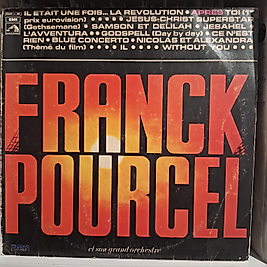 IL ETAIT UNE FOIS... LA REVOLUTION • APRES TOI (1er
prix eurovision) • JESUS-CHRIST SUPERSTAR
(Gethsemane) • SAMSON ET DELILAH • JESAHEL
L'AVVENTURA • GODSPELL (Day by day) • CE N'EST
RIEN • BLUE CONCERTO • NICOLAS ET ALEXANDRA
(Thème du film) • IL • WITHOUT YOU
FRANCK
POURCEL
et son grand orchestre